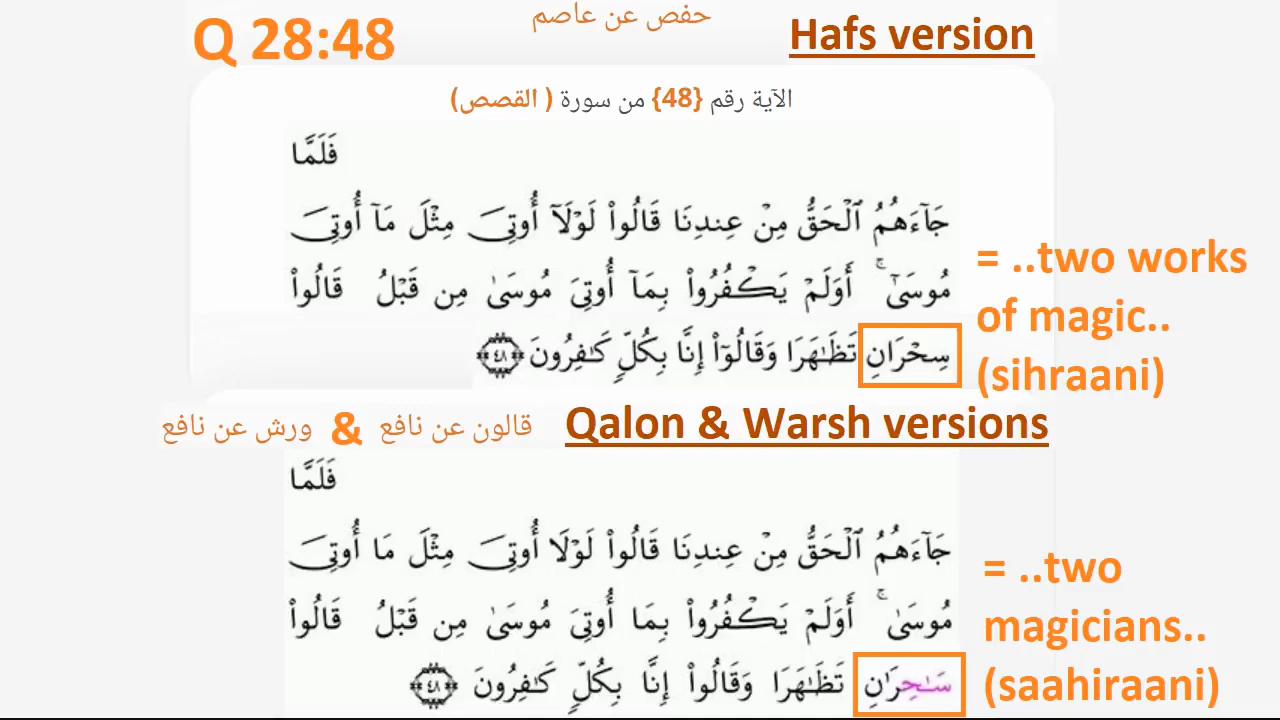 Q 28:48
حفص عن عاصم
Hafs version
الآية رقم {48} من سورة ( القصص)
فَلَمَّا
جَآءَهُمُ ٱلۡحَقُّ مِنۡ عِندِنَا قَالُواْ لَوۡلَآ أُوتِيَ مِثۡلَ مَآ أُوتِيَ
مُوسَىٰٓۚ أَوَلَمۡ يَكۡفُرُواْ بِمَآ أُوتِيَ مُوسَىٰ مِن قَبۡلُ قَالُواْ
سِحۡرَانِ تَظَٰهَرَا وَقَالُوٓاْ إِنَّا بِكُلّٖ كَٰفِرُونَ ٤٨
= ..two works
of magic..
(sihraani)
ورش عن نافع & قالون عن نافع
Qalon & Warsh versions
فَلَمَّا
جَآءَهُمُ ٱلۡحَقُّ مِنۡ عِندِنَا قَالُواْ لَوۡلَا أُوتِيَ مِثۡلَ مَا أُوتِيَ
مُوسَىٰۚ أَوَلَمۡ يَكۡفُرُواْ بِمَا أُوتِيَ مُوسَىٰ مِن قَبۡلُ قَالُواْ
سَٰحِرَٰنِ تَظَٰهَرَا وَقَالُواْ إِنَّا بِكُلّٖ كَٰفِرُونَ ٤٨
= ..two
magicians..
(saahiraani)